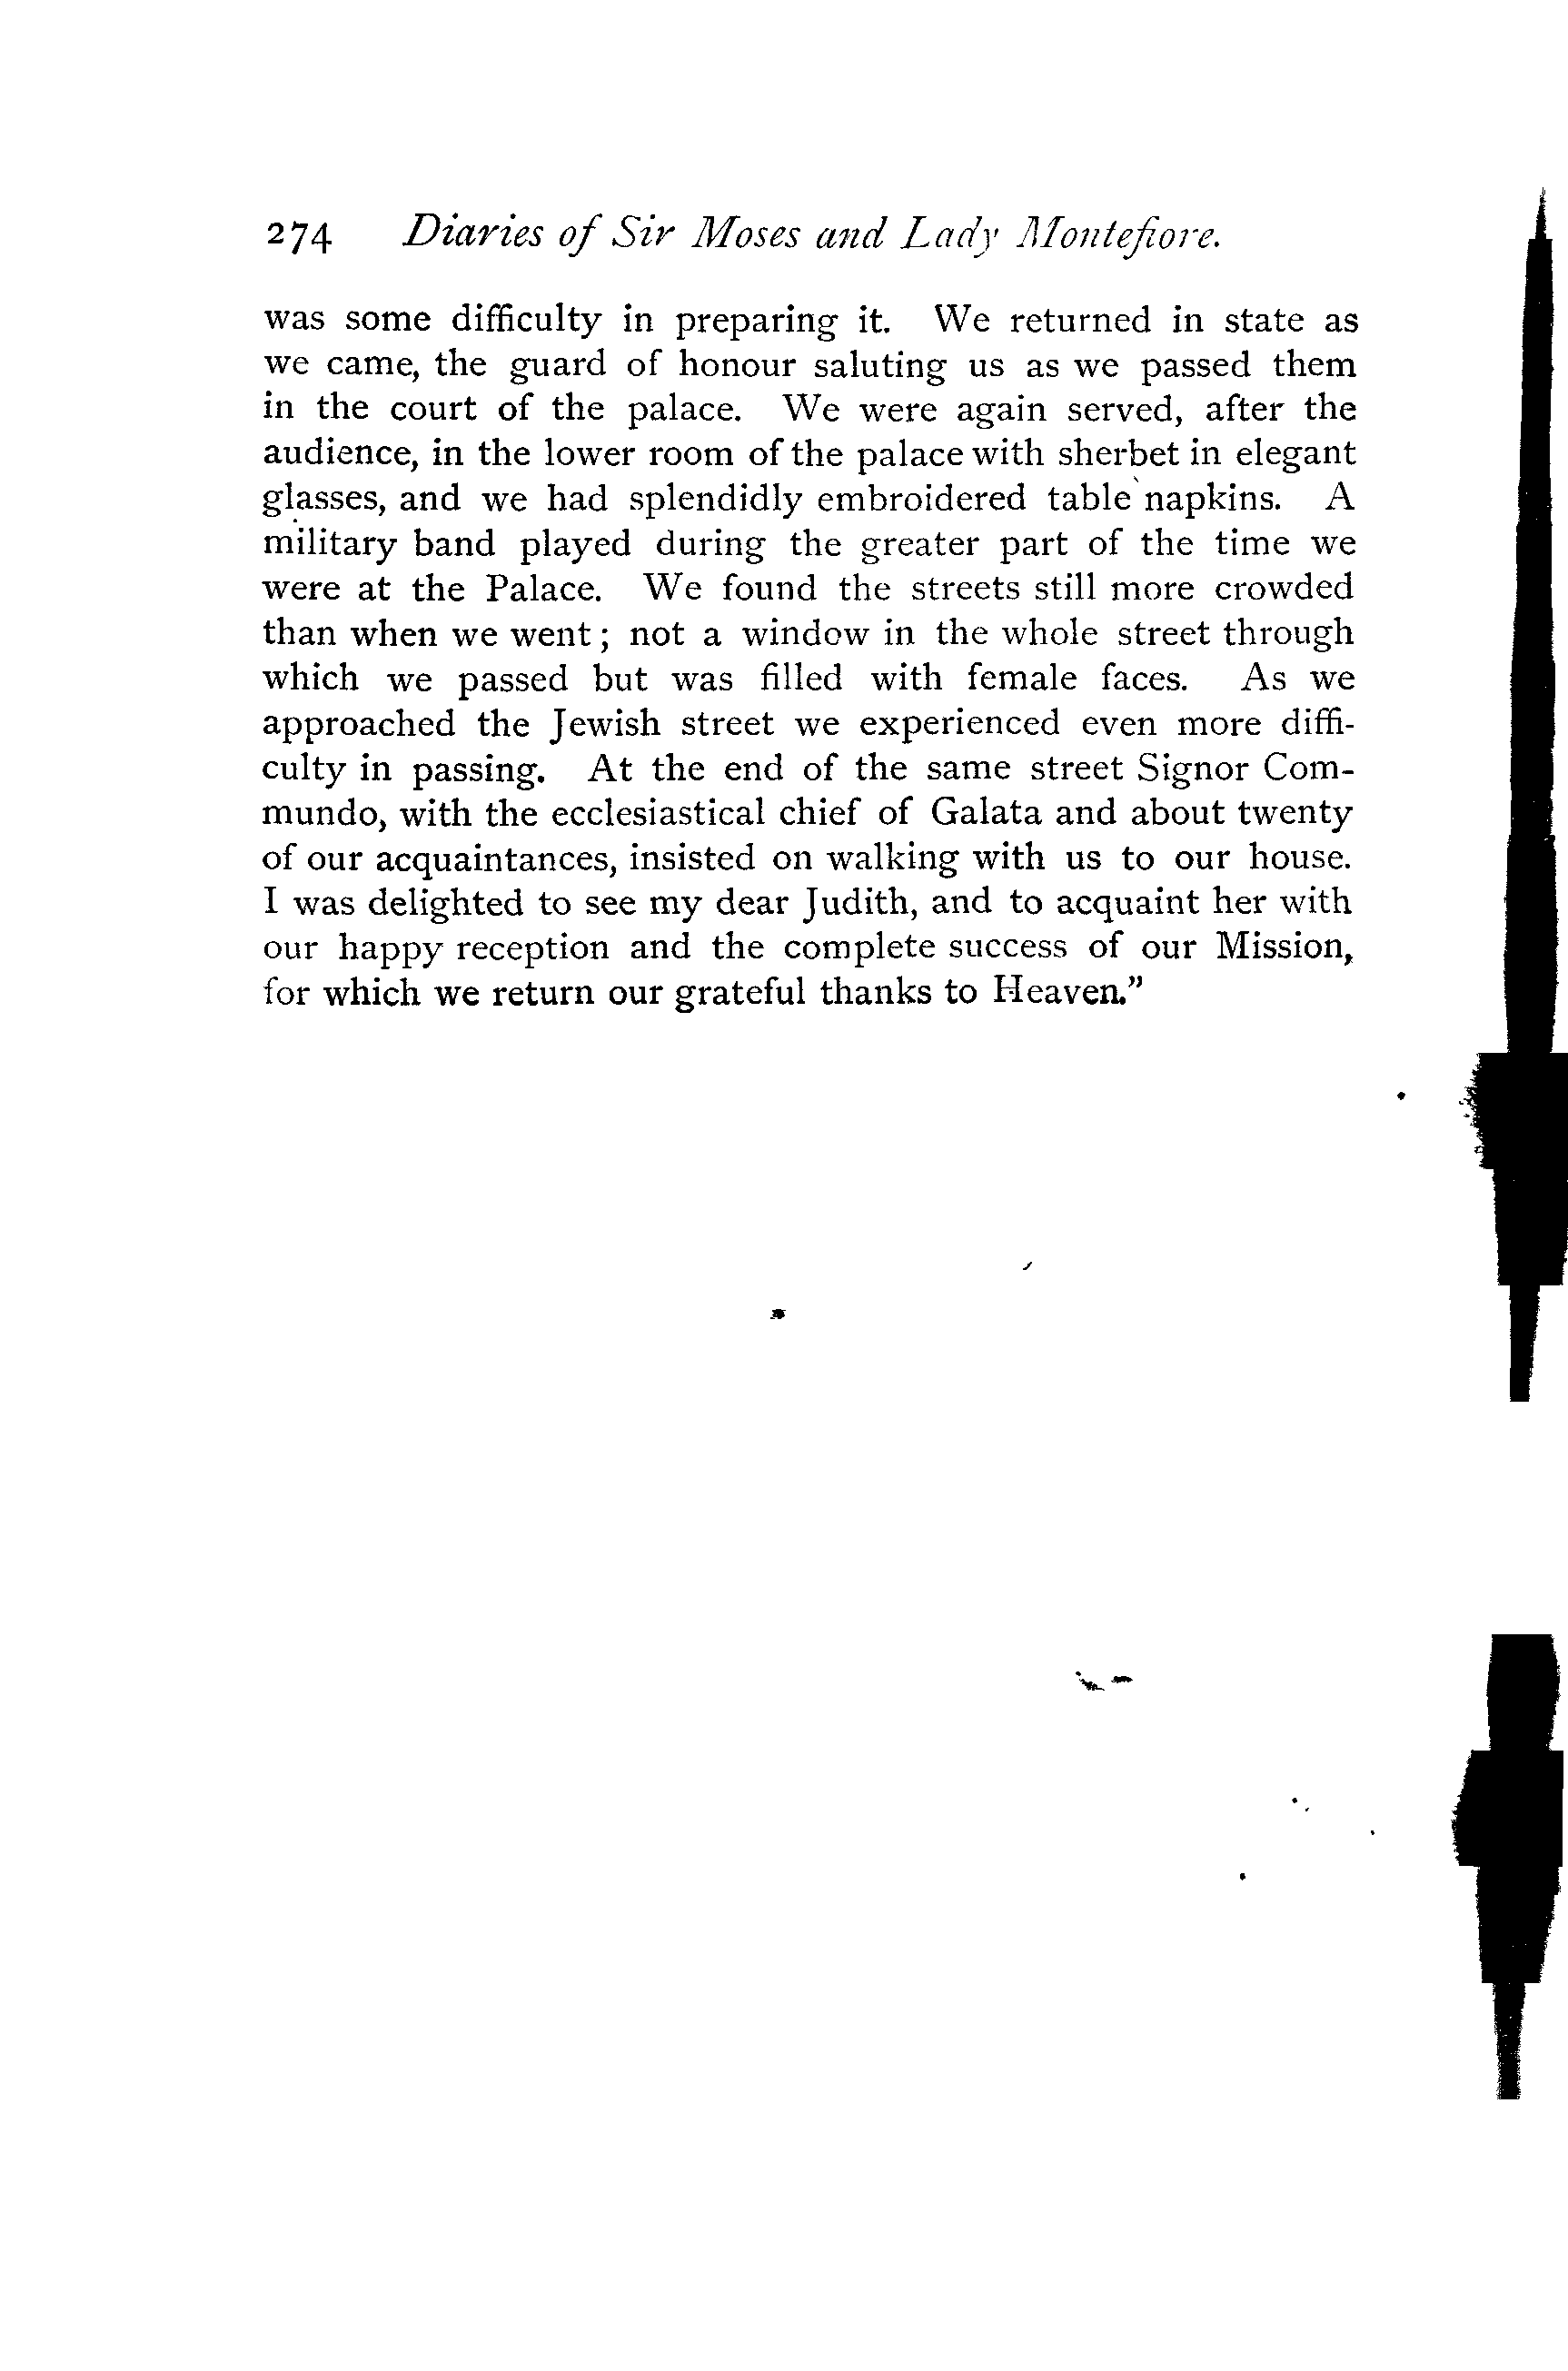 274 Diaries of Sir Moses and Lady Montefiore.
was some difficulty in preparing it. We returned in state as
we came, the guard of honour saluting us as we passed them
in the court of the palace. We were again served, after the
audience, in the lower room of the palace with sherbet in elegant
glasses, and we had splendidly embroidered table napkins. A
military band played during the greater part of the time we
were at the Palace. We found the streets still more crowded
than when we went ; not a window in the whole street through
which we passed but was filled with female faces. As we
approached the Jewish street we experienced even more diffi-
culty in passing. At the end of the same street Signor Com-
mundo, with the ecclesiastical chief of Galata and about twenty
of our acquaintances, insisted on walking with us to our house.
I was delighted to see my dear Judith, and to acquaint her with
our happy reception and the complete success of our Mission,
for which we return our grateful thanks to Heaven.”